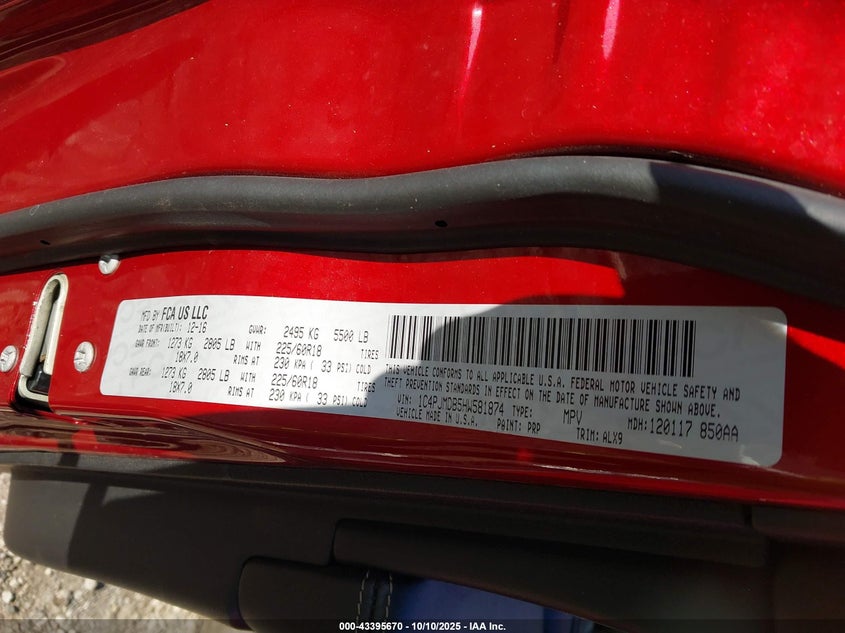 MFD BY FCA US LLC
DATE OF MFR(BUILT): 12-16 GVWR: 2495 KG 5500 LB
GAWR FRONT: 1273 KG 2805 LB WITH 225/60R18 TIRES
18X7.0 RIMS AT 230 KPA ( 33 PSI) COLD
GAWR REAR: 1273 KG 2805 LB WITH 225/60R18 TIRES
18X7.0 RIMS AT 230 KPA ( 33 PSI) COLD
THIS VEHICLE CONFORMS TO ALL APPLICABLE U.S.A. FEDERAL MOTOR VEHICLE SAFETY AND
THEFT PREVENTION STANDARDS IN EFFECT ON THE DATE OF MANUFACTURE SHOWN ABOVE.
VIN: 1C4PJMDB5HW581874 TYPE: MPV MDH:120117 850AA
VEHICLE MADE IN U.S.A. PAINT: PRP TRIM: ALX9
000-43395670 - 10/10/2025 - IAA Inc.